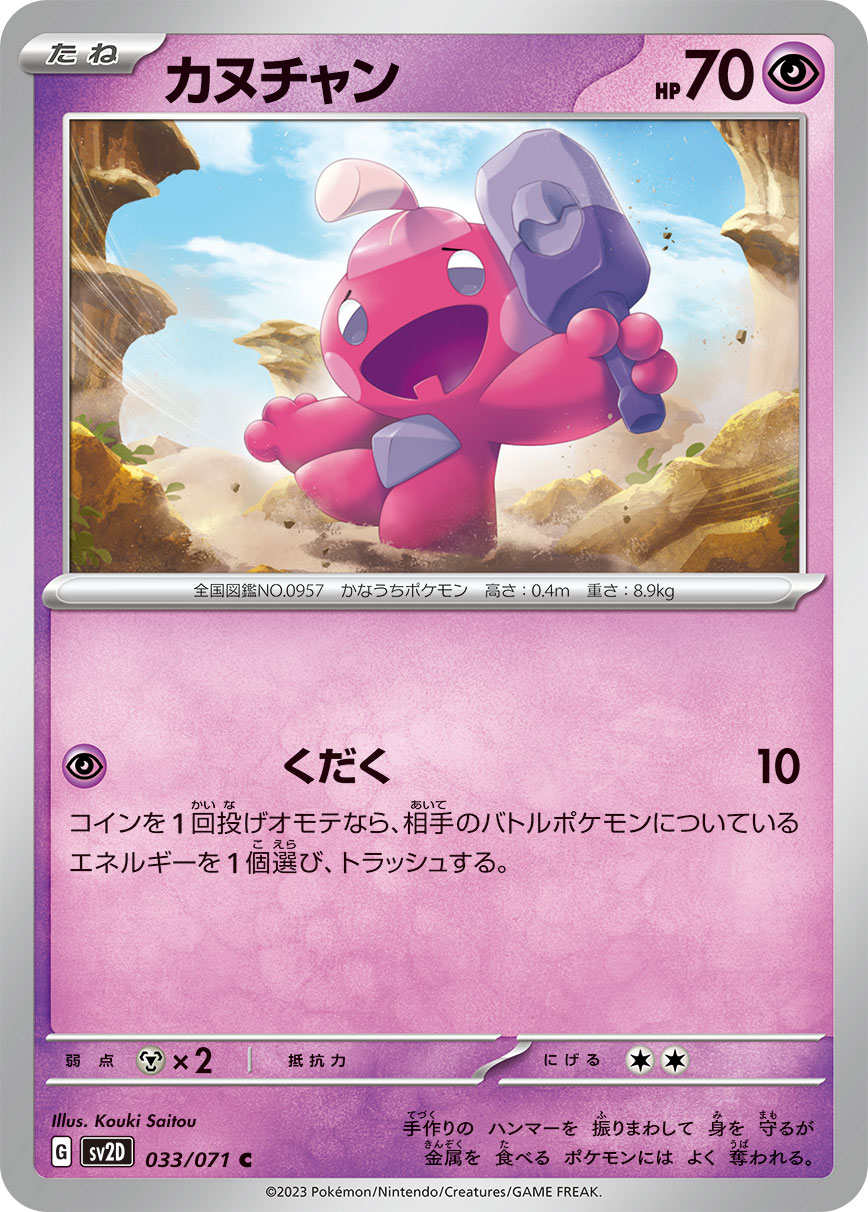 たね カヌチャン HP70
全国図鑑NO.0957 かなうちポケモン 高さ：0.4m 重さ：8.9kg
くだく 10
コインを1回投げオモテなら、相手のバトルポケモンについている
エネルギーを1個選び、トラッシュする。
弱点 ×2 抵抗力 にげる
Illus. Kouki Saitou
G sv2D 033/071 C
手作りの ハンマーを 振りまわして 身を 守るが
金属を 食べる ポケモンには よく 奪われる。
©2023 Pokémon/Nintendo/Creatures/GAME FREAK.